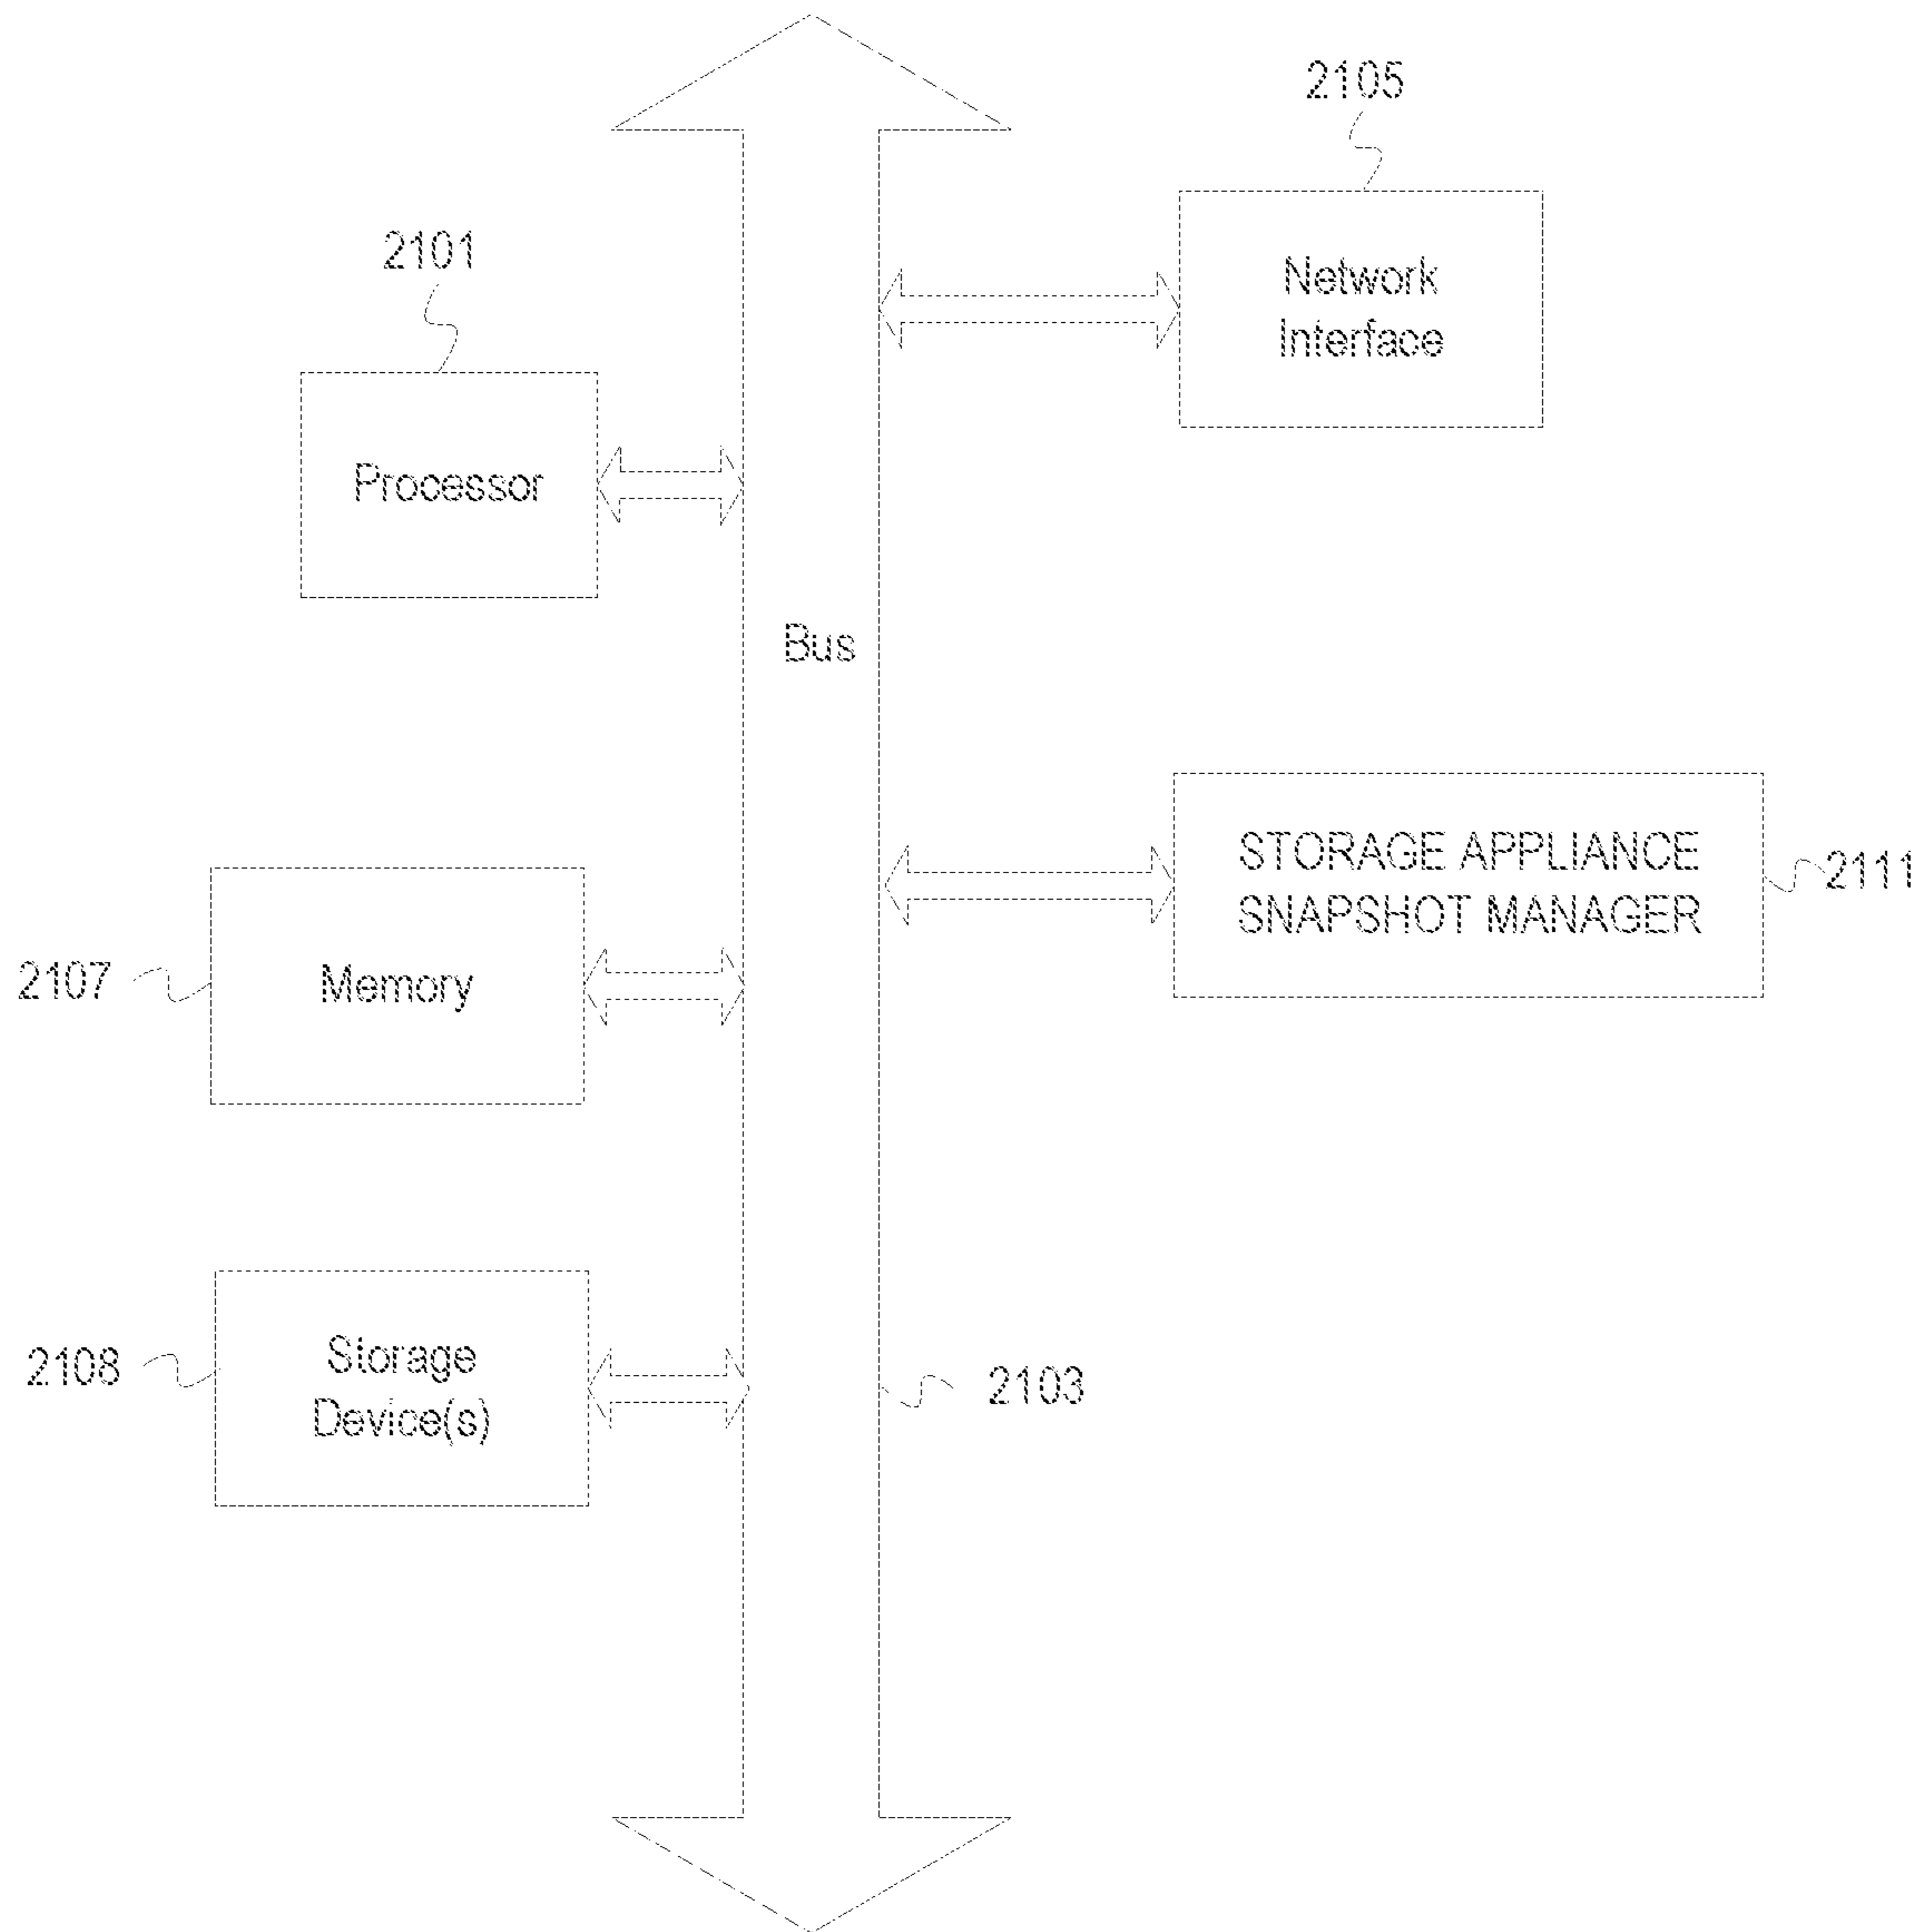 2105
2101
Network
Interface
Processor
Bus
STORAGE APPLIANCE
SNAPSHOT MANAGER
2111
2107
Memory
2108
Storage
Device(s)
2103